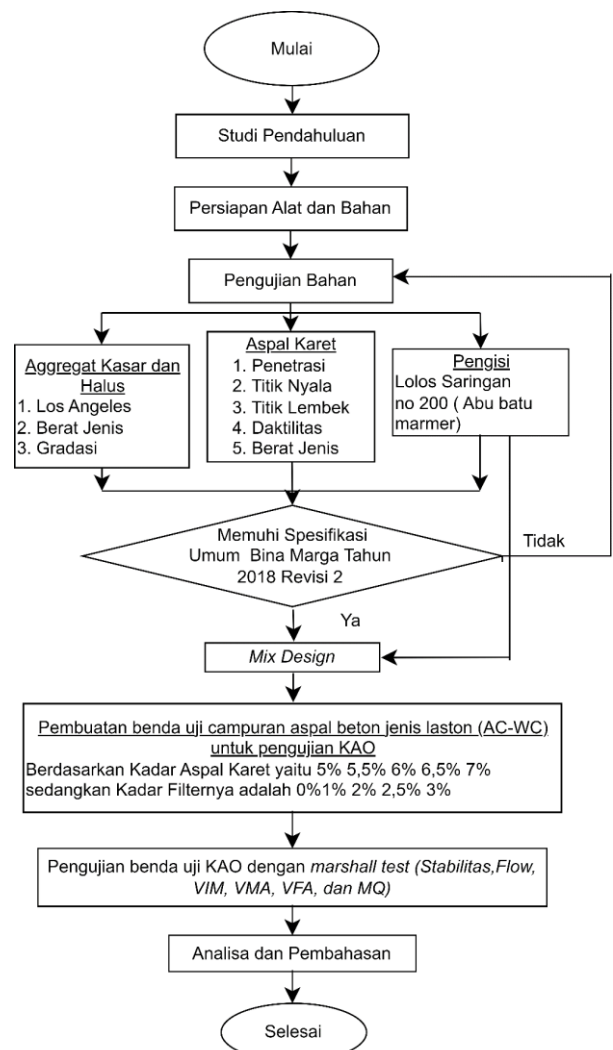 Mulai
Studi Pendahuluan
Persiapan Alat dan Bahan
Pengujian Bahan
Aggregat Kasar dan
Halus
1. Los Angeles
2. Berat Jenis
3. Gradasi
Aspal Karet
1. Penetrasi
2. Titik Nyala
3. Titik Lembek
4. Daktilitas
5. Berat Jenis
Pengisi
Lolos Saringan
no 200 ( Abu batu
marmer)
Memuhi Spesifikasi
Umum Bina Marga Tahun
2018 Revisi 2
Tidak
Ya
Mix Design
Pembuatan benda uji campuran aspal beton jenis laston (AC-WC)
untuk pengujian KAO
Berdasarkan Kadar Aspal Karet yaitu 5% 5,5% 6% 6,5% 7%
sedangkan Kadar Filternya adalah 0%1% 2% 2,5% 3%
Pengujian benda uji KAO dengan marshall test (Stabilitas,Flow,
VIM, VMA, VFA, dan MQ)
Analisa dan Pembahasan
Selesai